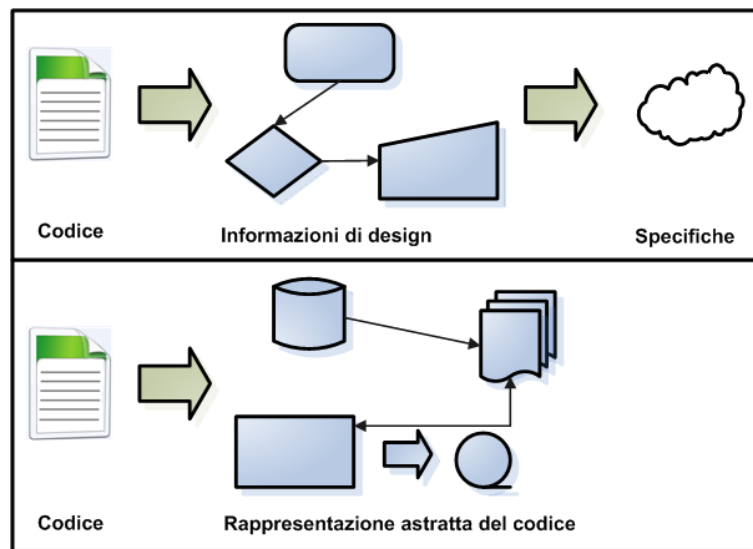 Codice
Informazioni di design
Specifiche
Codice
Rappresentazione astratta del codice